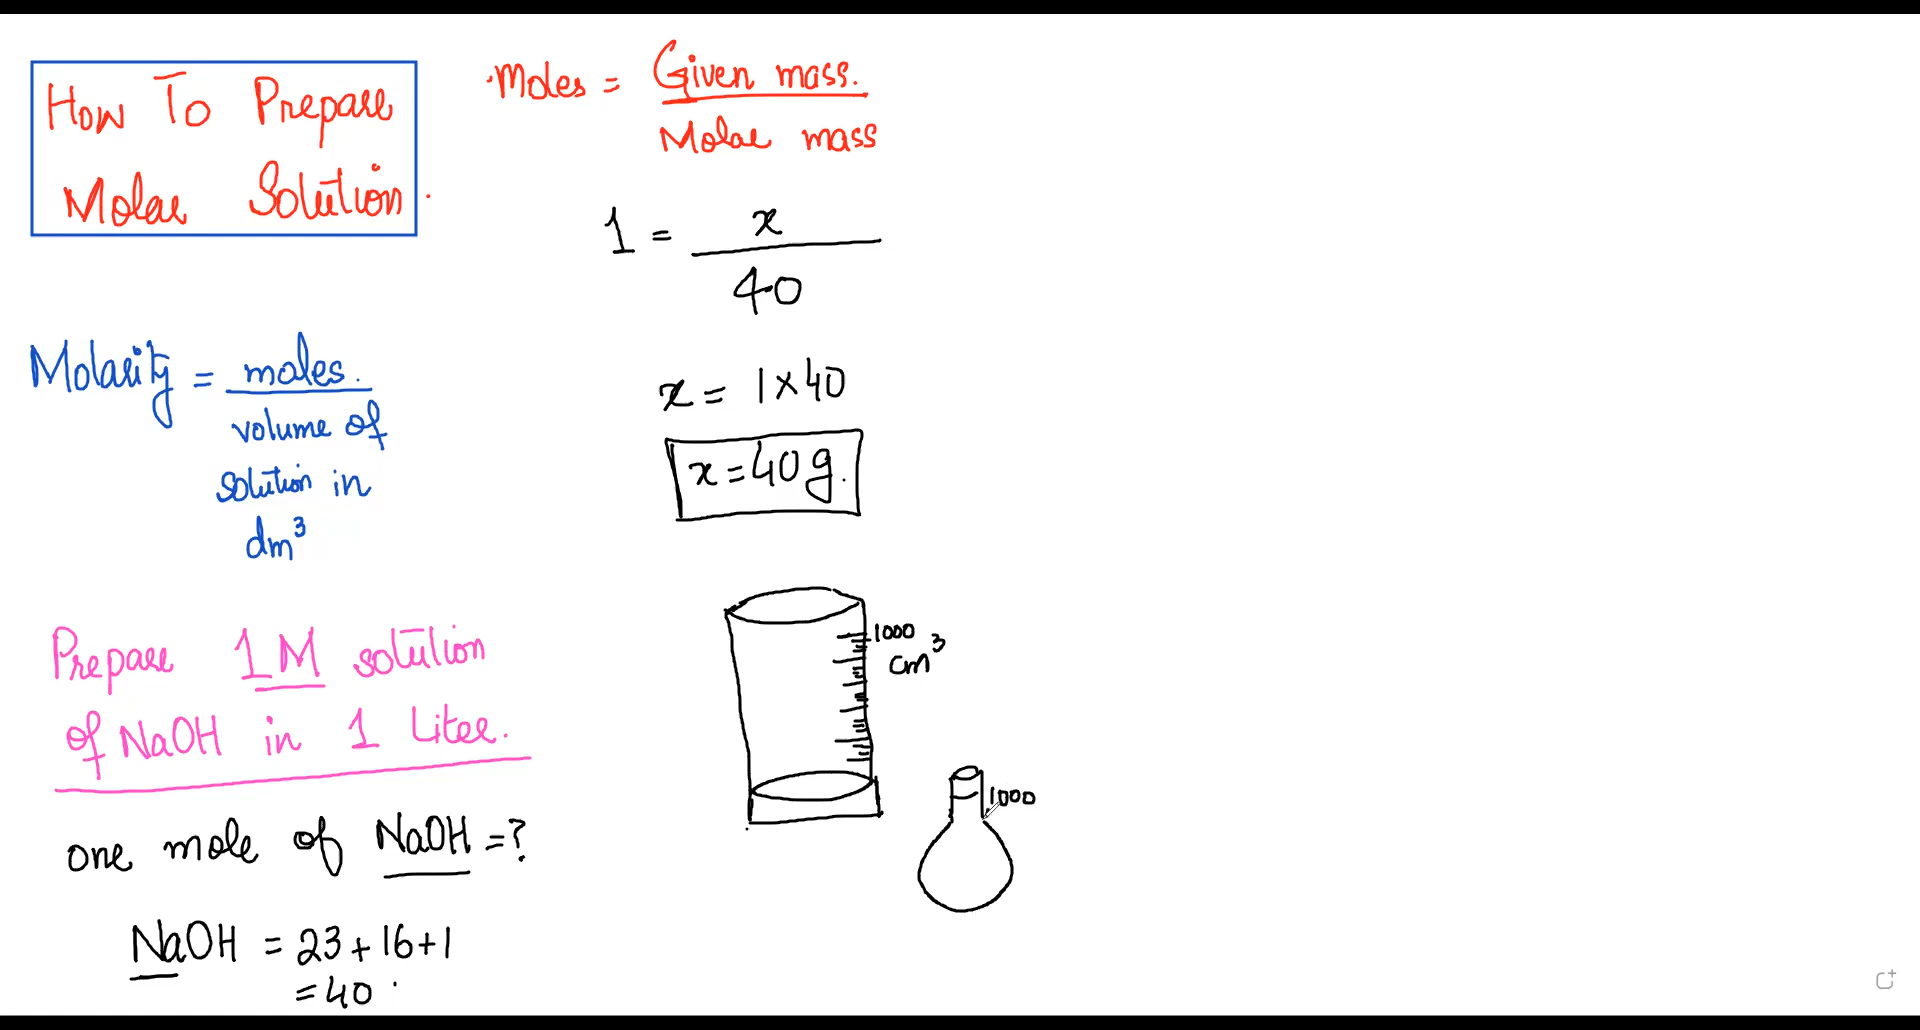 How To Prepare
Molar Solution.
Molarity = moles.
volume of
solution in
dm³
Prepare 1M solution
of NaOH in 1 Liter.
one mole of NaOH = ?
NaOH = 23 + 16 + 1
= 40
Moles = Given mass.
Molar mass
1 = x
40
x = 1 × 40
x = 40g.
1000
cm³
1000